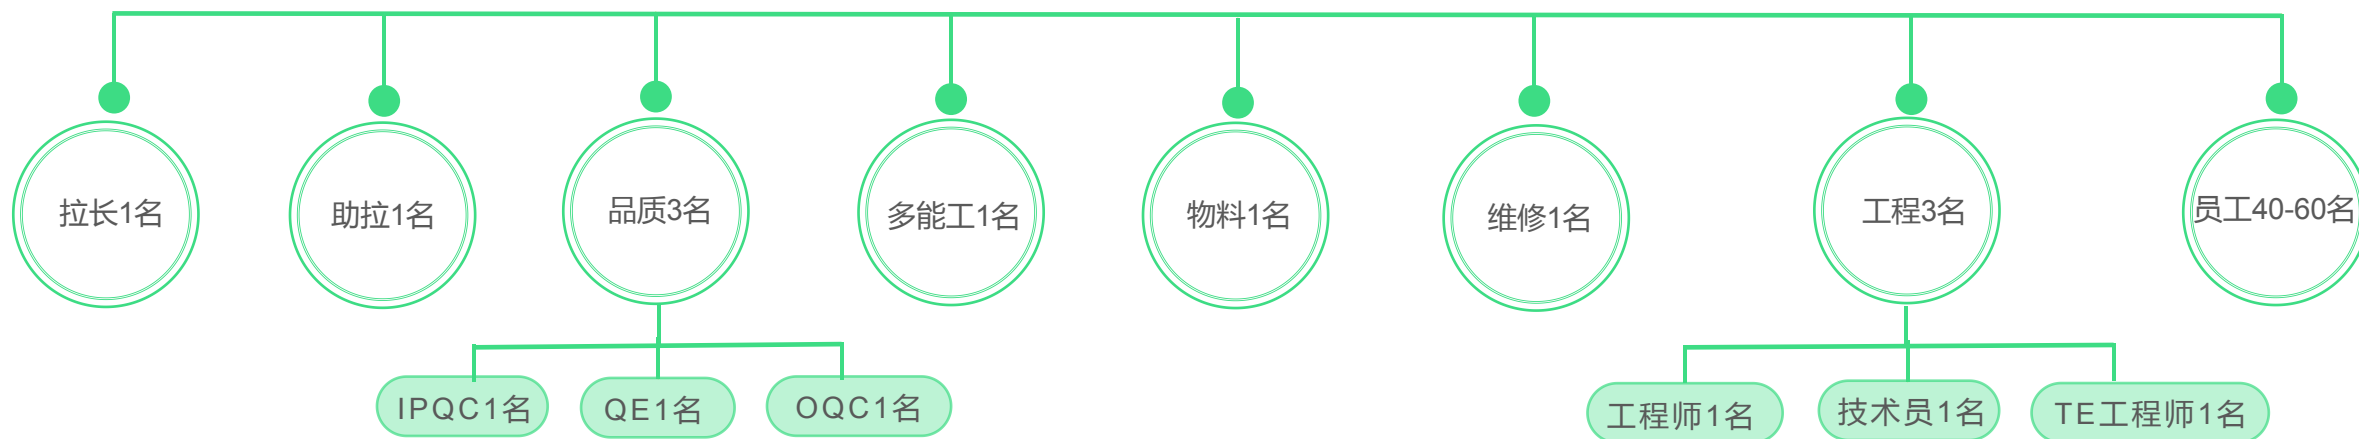 拉长1名
助拉1名
品质3名
多能工1名
物料1名
维修1名
工程3名
员工40-60名
IPQC1名
QE1名
OQC1名
工程师1名
技术员1名
TE工程师1名